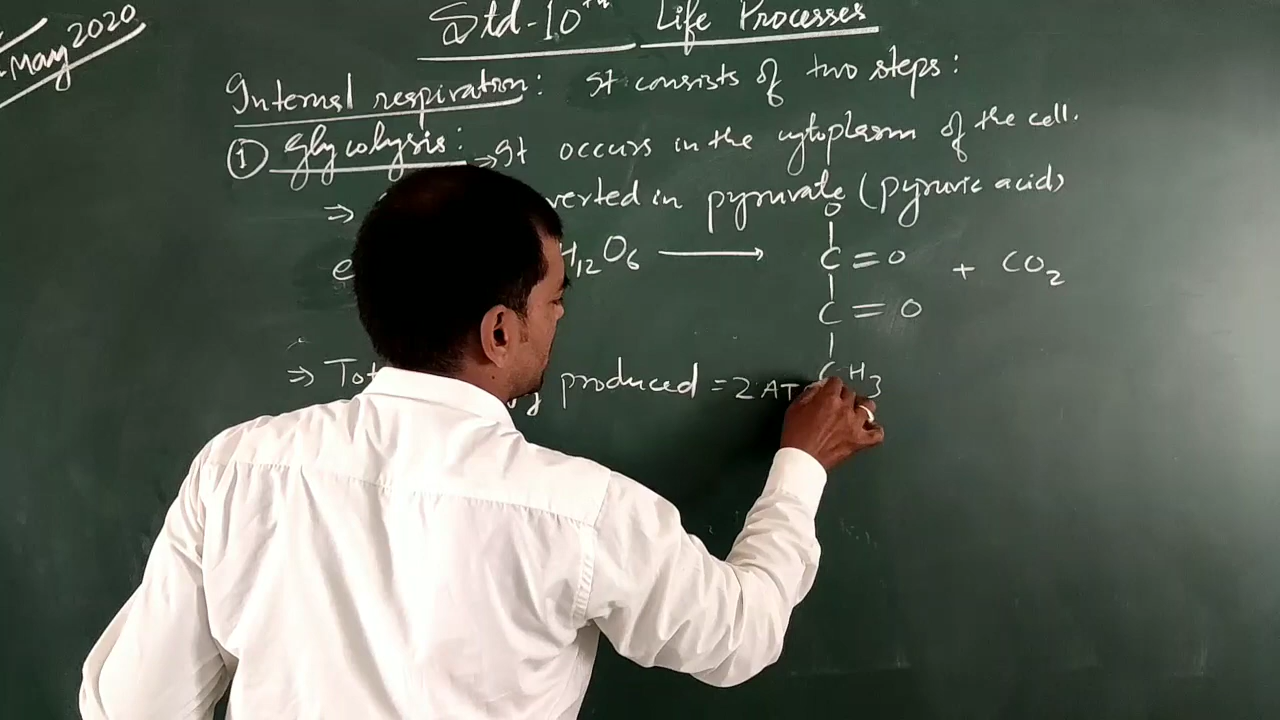 May 2020
Std-10th Life Processes
Internal respiration: It consists of two steps:
① Glycolysis: → It occurs in the cytoplasm of the cell.
⇒ verted in pyruvate (pyruvic acid)
O
|
e H12O6 ⟶ C = O + CO2
|
C = O
|
CH3
⇒ Tot produced = 2 AT